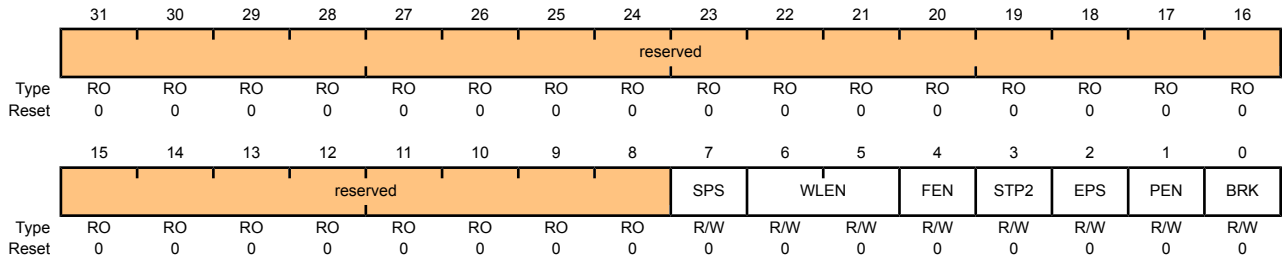 31 30 29 28 27 26 25 24 23 22 21 20 19 18 17 16
reserved
Type RO RO RO RO RO RO RO RO RO RO RO RO RO RO RO RO
Reset 0 0 0 0 0 0 0 0 0 0 0 0 0 0 0 0
15 14 13 12 11 10 9 8 7 6 5 4 3 2 1 0
reserved SPS WLEN FEN STP2 EPS PEN BRK
Type RO RO RO RO RO RO RO RO R/W R/W R/W R/W R/W R/W R/W R/W
Reset 0 0 0 0 0 0 0 0 0 0 0 0 0 0 0 0